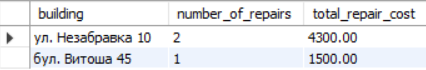 building number_of_repairs total_repair_cost
ул. Незабравка 10 2 4300.00
бул. Витоша 45 1 1500.00